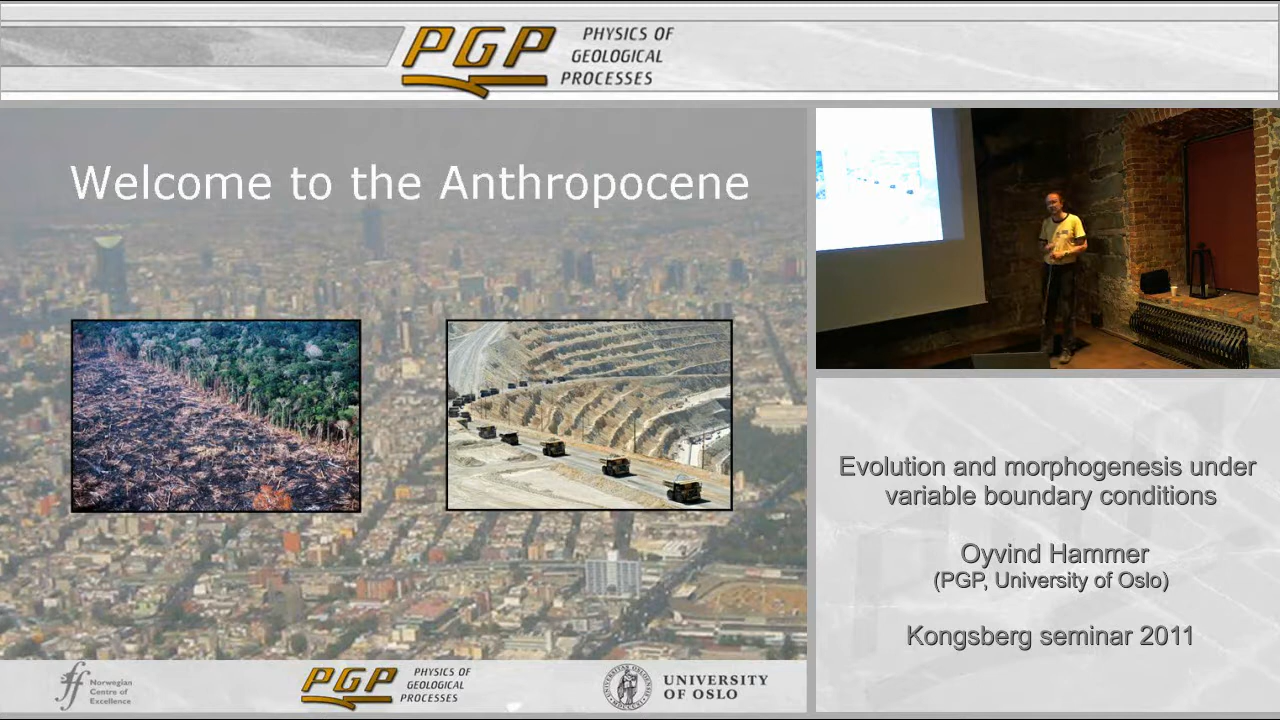 PGP
PHYSICS OF
GEOLOGICAL
PROCESSES
Welcome to the Anthropocene
Evolution and morphogenesis under
variable boundary conditions
Oyvind Hammer
(PGP, University of Oslo)
Kongsberg seminar 2011
Norwegian
Centre of
Excellence
PGP
PHYSICS OF
GEOLOGICAL
PROCESSES
UNIVERSITY
OF OSLO